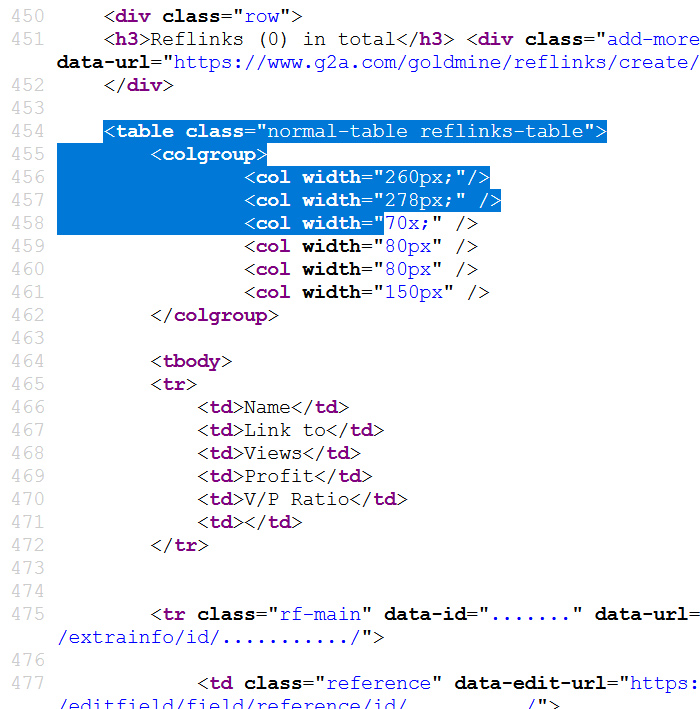 450 <div class="row">
451 <h3>Reflinks (0) in total</h3> <div class="add-more
data-url="https://www.g2a.com/goldmine/reflinks/create/
452 </div>
453
454 <table class="normal-table reflinks-table">
455 <colgroup>
456 <col width="260px;"/>
457 <col width="278px;" />
458 <col width="70x;" />
459 <col width="80px" />
460 <col width="80px" />
461 <col width="150px" />
462 </colgroup>
463
464 <tbody>
465 <tr>
466 <td>Name</td>
467 <td>Link to</td>
468 <td>Views</td>
469 <td>Profit</td>
470 <td>V/P Ratio</td>
471 <td></td>
472 </tr>
473
474
475 <tr class="rf-main" data-id="......." data-url=
/extrainfo/id/.........../">
476
477 <td class="reference" data-edit-url="https:
/editfield/field/reference/id/.........../">